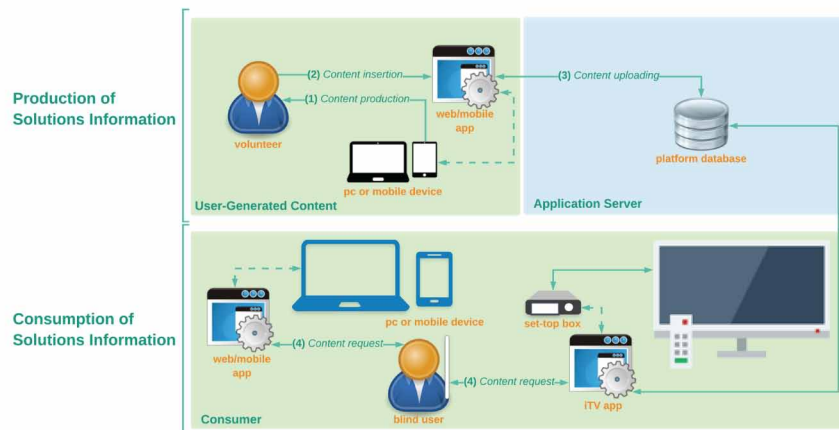 Production of
Solutions Information
(2) Content insertion
(1) Content production
volunteer
web/mobile
app
pc or mobile device
User-Generated Content
(3) Content uploading
platform database
Application Server
Consumption of
Solutions Information
web/mobile
app
pc or mobile device
(4) Content request
blind user
set-top box
(4) Content request
iTV app
Consumer